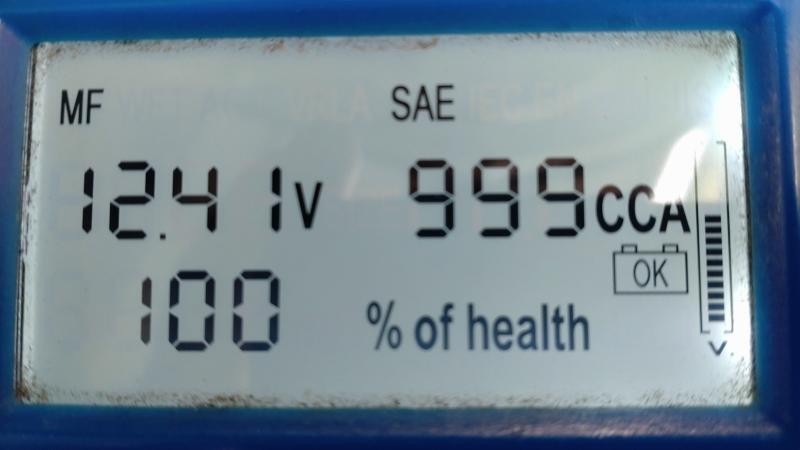 MF SAE
12.41V 999CCA
OK
100 % of health